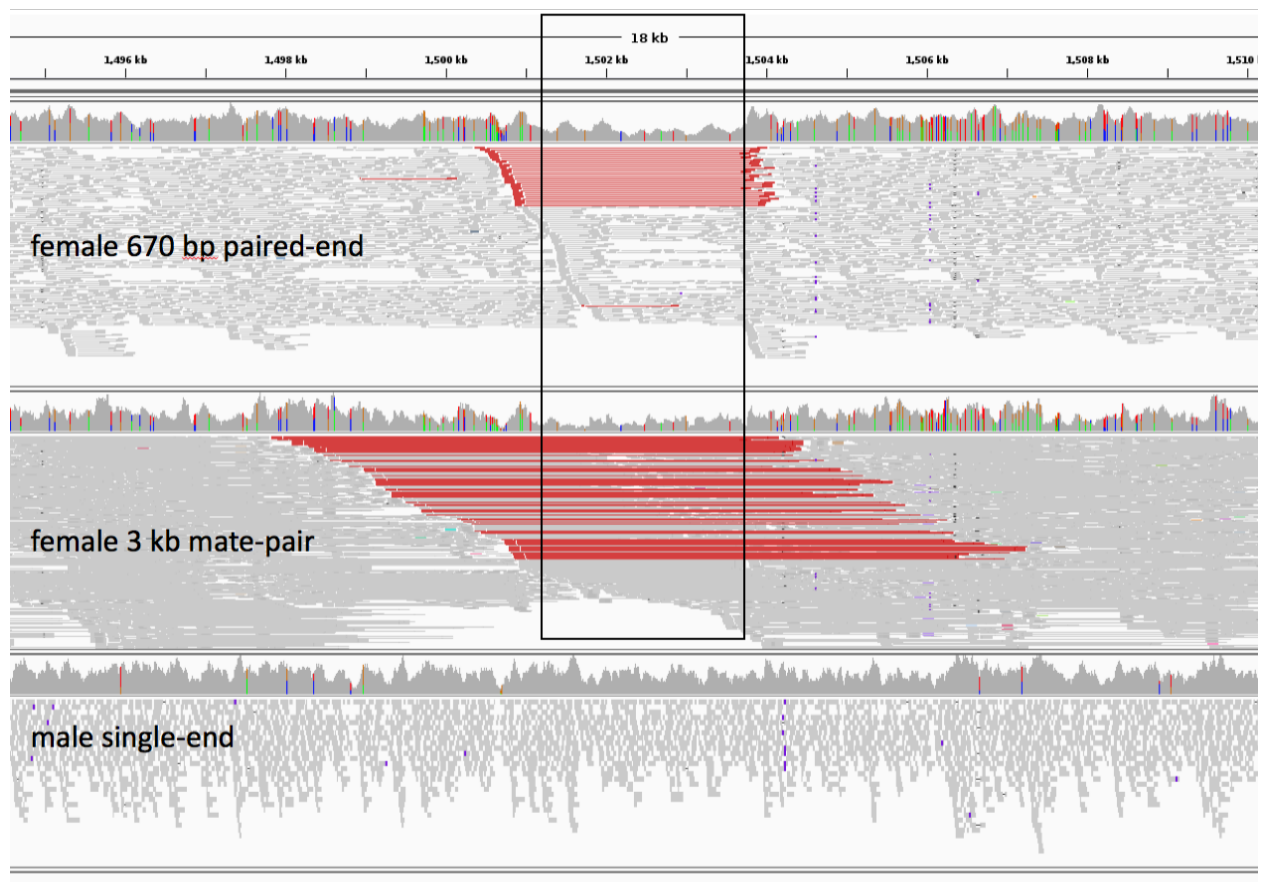 18 kb
1,496 kb 1,498 kb 1,500 kb 1,502 kb 1,504 kb 1,506 kb 1,508 kb 1,510
female 670 bp paired-end
female 3 kb mate-pair
male single-end